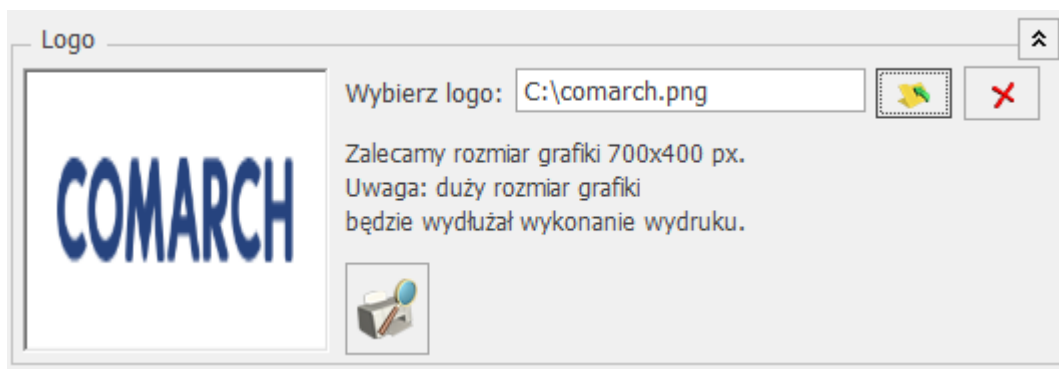 Logo
COMARCH
Wybierz logo: C:\comarch.png
Zalecamy rozmiar grafiki 700x400 px.
Uwaga: duży rozmiar grafiki
będzie wydłużał wykonanie wydruku.